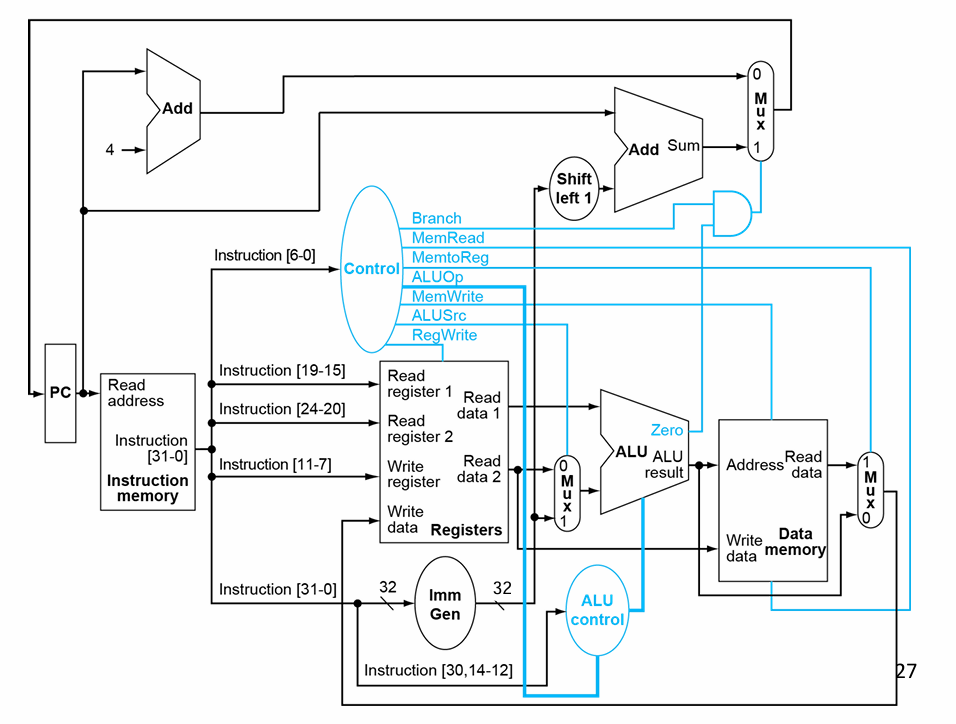 Add
4
0
Mux
1
Add Sum
Shift
left 1
Control
Branch
MemRead
MemtoReg
ALUOp
MemWrite
ALUSrc
RegWrite
Instruction [6-0]
Instruction [19-15]
Instruction [24-20]
Instruction [11-7]
Instruction [31-0]
Instruction [30,14-12]
PC
Read
address
Instruction
[31-0]
Instruction
memory
Read
register 1
Read
register 2
Write
register
Write
data
Read
data 1
Read
data 2
Registers
32
Imm
Gen
32
0
Mux
1
Zero
ALU
ALU
result
ALU
control
Address
Read
data
Write
data
Data
memory
1
Mux
0
27